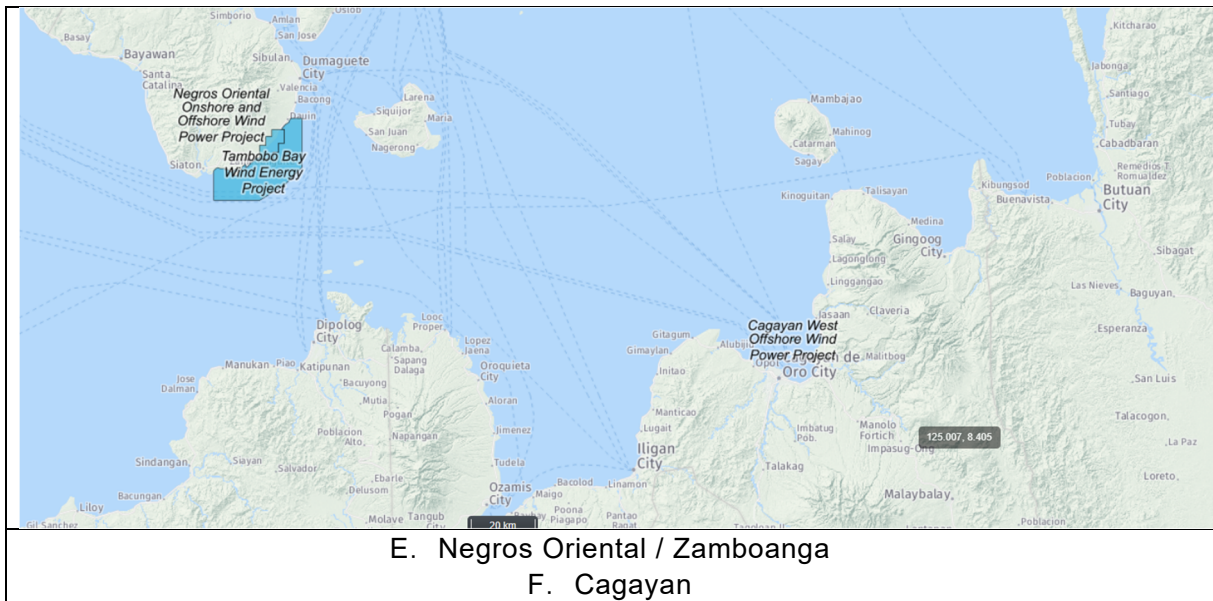 Simborio
Amlan
Oslob
San Jose
Kitcharao
Basay
Bayawan
Sibulan
Dumaguete
City
Jabonga
Santa
Catalina
Valencia
Bacong
Negros Oriental
Onshore and
Offshore Wind
Power Project
Dauin
Larena
Siquijor
Maria
San Juan
Nagerong
Mambajao
Mahinog
Catarman
Sagay
Santiago
Tubay
Cabadbaran
Tambobo Bay
Wind Energy
Project
Siaton
Remedios T
Romualdez
Poblacion
Kibungsod
Buenavista
Butuan
City
Kinoguitan
Talisayan
Medina
Gingoog
City
Salay
Lagonglong
Linggangao
Sibagat
Las Nieves
Baguyan
Dipolog
City
Looc
Proper
Cagayan West
Offshore Wind
Power Project
Jasaan
Claveria
Esperanza
Gitagum
Alubijid
Gimaylan
Opol
de
Oro City
Malitbog
Manukan
Piao
Katipunan
Calamba
Sapang
Dalaga
Lopez
Jaena
Oroquieta
City
Initao
San Luis
Jose
Dalman
Bacuyong
Mutia
Pogan
Aloran
Manticao
Talacogon
Poblacion
Alto
Napangan
Jimenez
Lugait
Imbatug
Pob.
Manolo
Fortich
Impasug-Ong
125.007, 8.405
La Paz
Sindangan
Siayan
Salvador
Tudela
Iligan
City
Talakag
Ebarle
Delusom
Ozamis
City
Bacolod
Linamon
Maigo
Malaybalay
Loreto
Bacungan
Liloy
Gil Sanchez
Molave
Tangub
City
20 km
Poona
Piagapo
Pantao
Ragat
Poblacion
E. Negros Oriental / Zamboanga
F. Cagayan